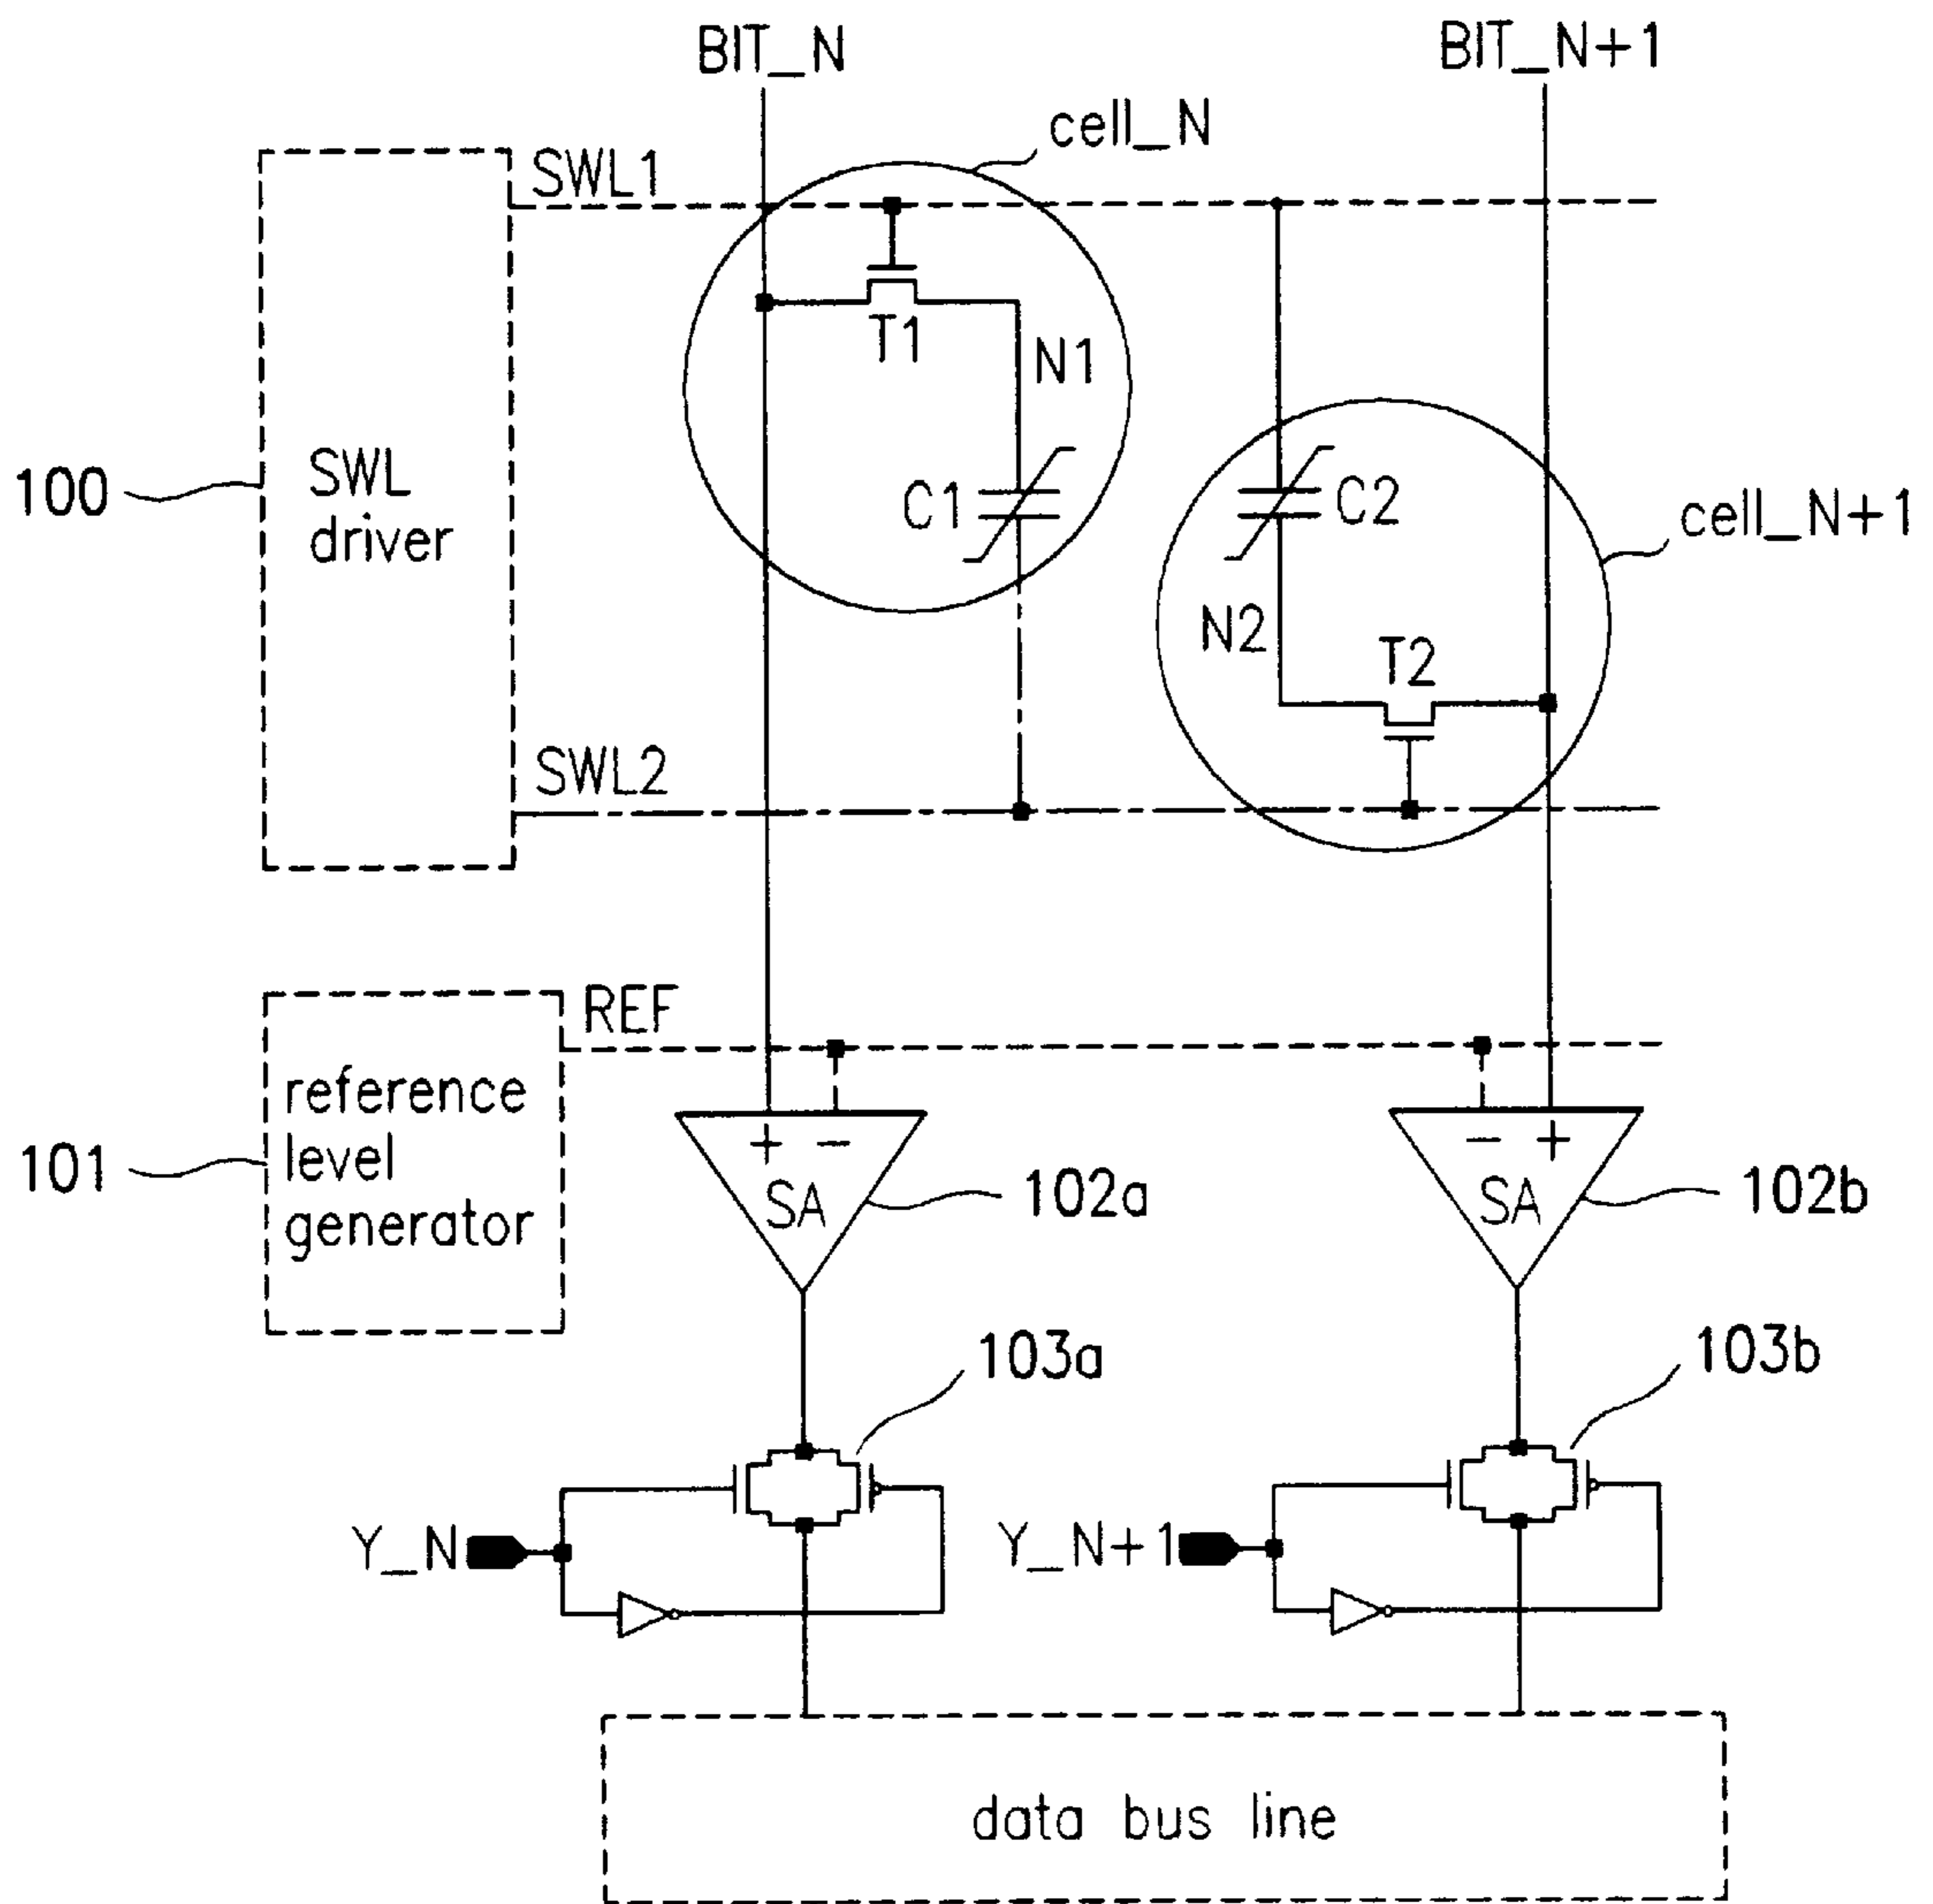 BIT_N
BIT_N+1
cell_N
SWL1
T1
N1
100
SWL
driver
C1
C2
cell_N+1
N2
T2
SWL2
REF
reference
level
generator
101
+ −
SA
102a
− +
SA
102b
103a
103b
Y_N
Y_N+1
data bus line